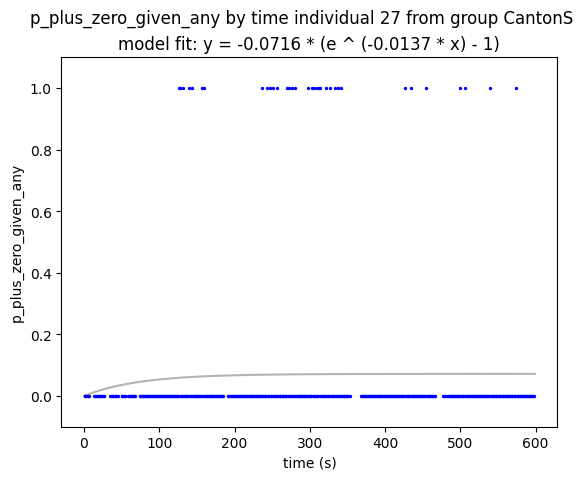 p_plus_zero_given_any by time individual 27 from group CantonS
model fit: y = -0.0716 * (e ^ (-0.0137 * x) - 1)
1.0
0.8
0.6
0.4
0.2
0.0
p_plus_zero_given_any
0 100 200 300 400 500 600
time (s)